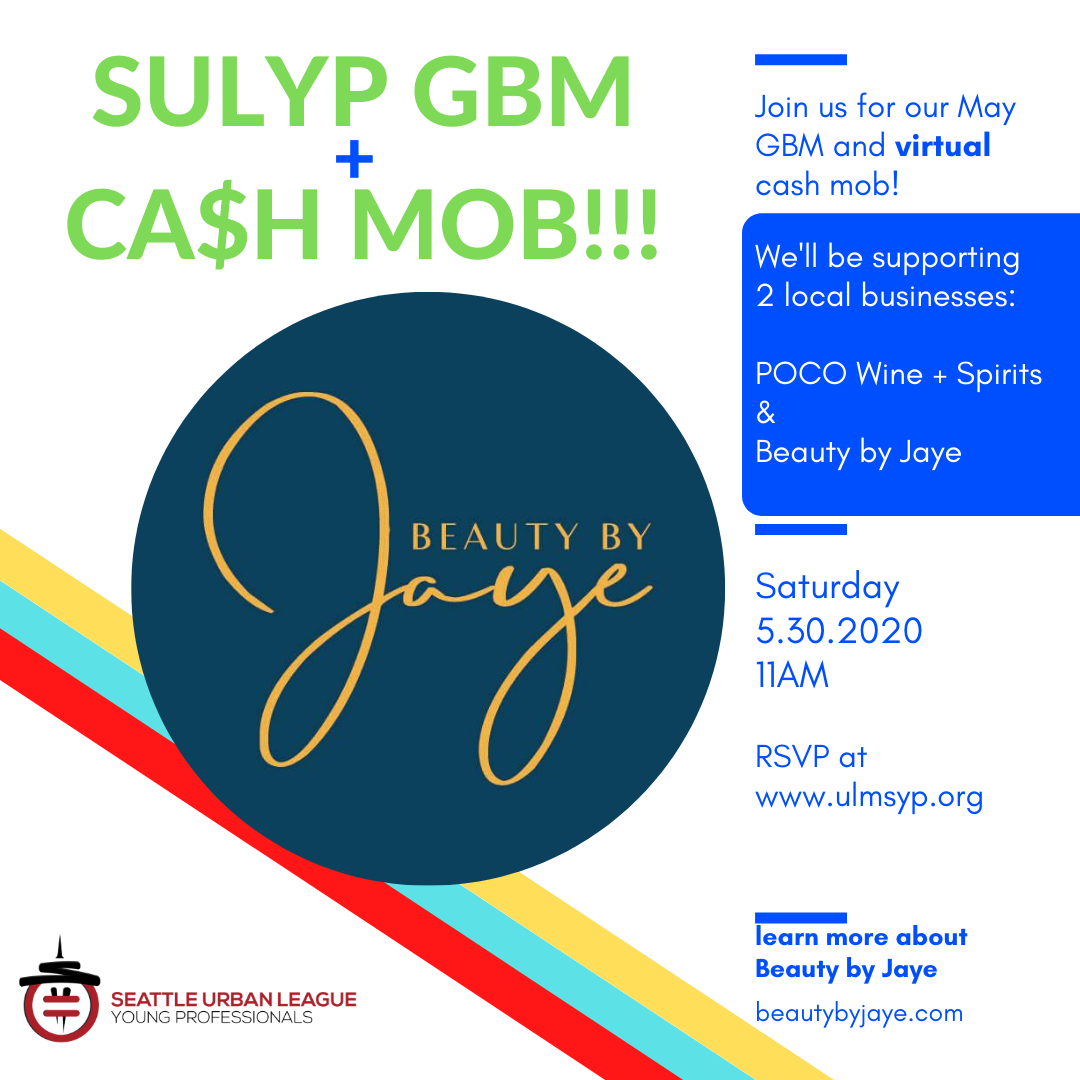 SULYP GBM
+
CA$H MOB!!!
BEAUTY BY
Jaye
Join us for our May
GBM and virtual
cash mob!
We'll be supporting
2 local businesses:
POCO Wine + Spirits
&
Beauty by Jaye
Saturday
5.30.2020
11AM
RSVP at
www.ulmsyp.org
learn more about
Beauty by Jaye
beautybyjaye.com
SEATTLE URBAN LEAGUE
YOUNG PROFESSIONALS